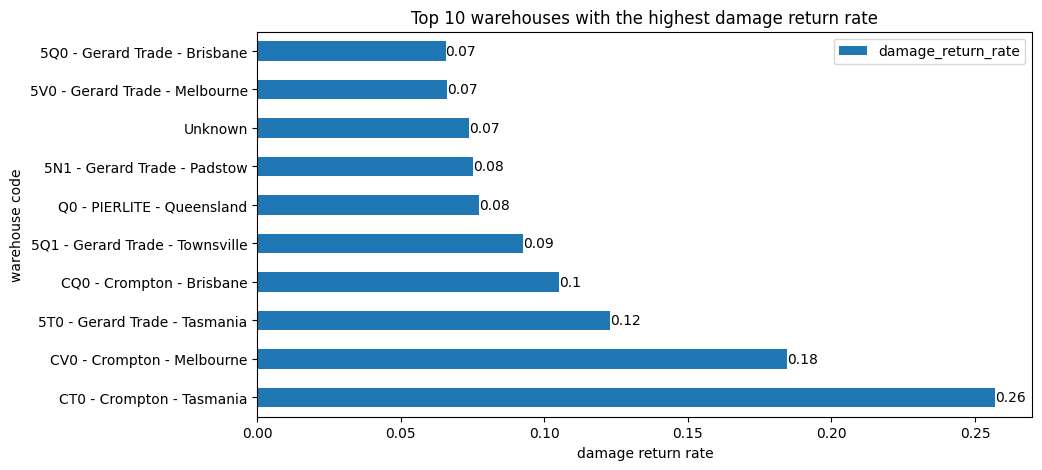 Top 10 warehouses with the highest damage return rate
damage_return_rate
5Q0 - Gerard Trade - Brisbane 0.07
5V0 - Gerard Trade - Melbourne 0.07
Unknown 0.07
5N1 - Gerard Trade - Padstow 0.08
Q0 - PIERLITE - Queensland 0.08
5Q1 - Gerard Trade - Townsville 0.09
CQ0 - Crompton - Brisbane 0.1
5T0 - Gerard Trade - Tasmania 0.12
CV0 - Crompton - Melbourne 0.18
CT0 - Crompton - Tasmania 0.26
warehouse code
0.00 0.05 0.10 0.15 0.20 0.25
damage return rate